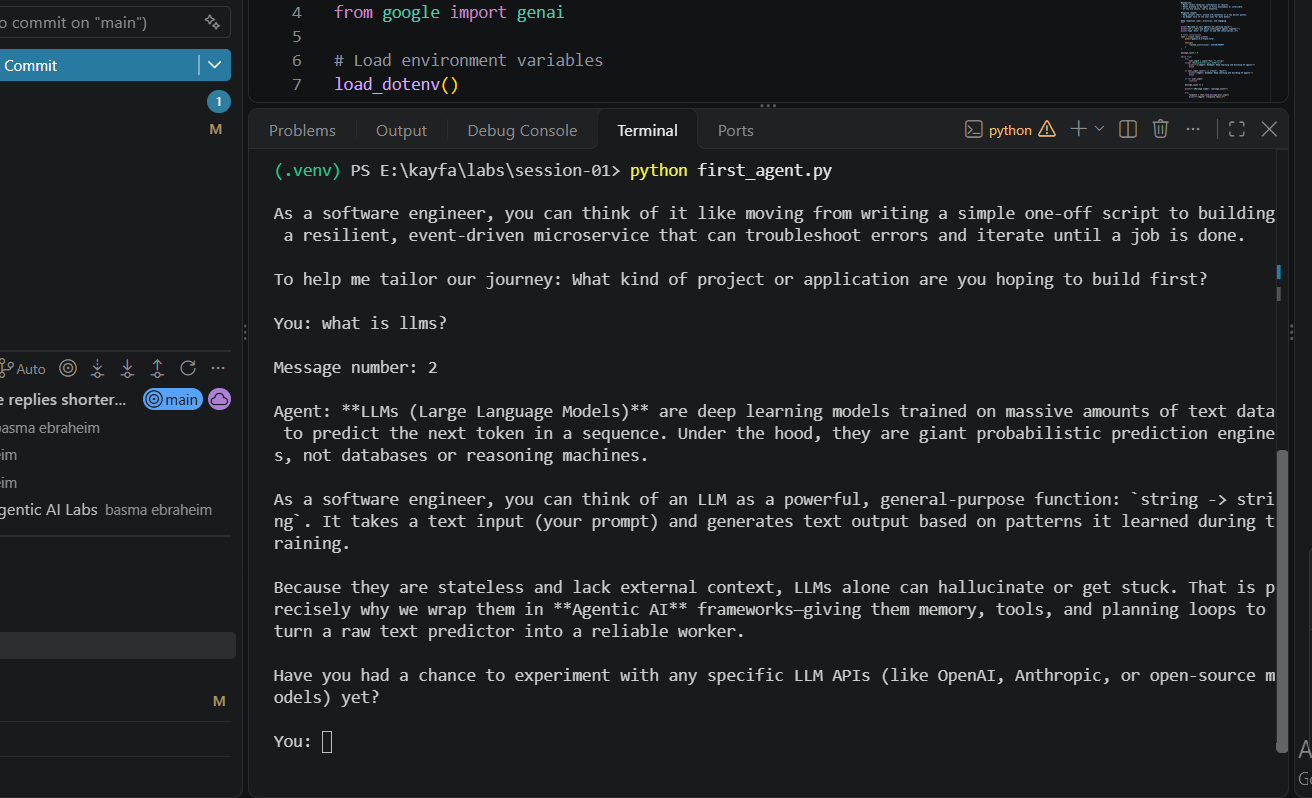 o commit on "main")
Commit
1
M
Auto
e replies shorter...
main
asma ebraheim
eim
eim
gentic AI Labs basma ebraheim
M
4 from google import genai
5
6 # Load environment variables
7 load_dotenv()
Problems
Output
Debug Console
Terminal
Ports
python
(.venv) PS E:\kayfa\labs\session-01> python first_agent.py
As a software engineer, you can think of it like moving from writing a simple one-off script to building
a resilient, event-driven microservice that can troubleshoot errors and iterate until a job is done.
To help me tailor our journey: What kind of project or application are you hoping to build first?
You: what is llms?
Message number: 2
Agent: **LLMs (Large Language Models)** are deep learning models trained on massive amounts of text data
to predict the next token in a sequence. Under the hood, they are giant probabilistic prediction engine
s, not databases or reasoning machines.
As a software engineer, you can think of an LLM as a powerful, general-purpose function: `string -> stri
ng`. It takes a text input (your prompt) and generates text output based on patterns it learned during t
raining.
Because they are stateless and lack external context, LLMs alone can hallucinate or get stuck. That is p
recisely why we wrap them in **Agentic AI** frameworks—giving them memory, tools, and planning loops to
turn a raw text predictor into a reliable worker.
Have you had a chance to experiment with any specific LLM APIs (like OpenAI, Anthropic, or open-source m
odels) yet?
You:
A